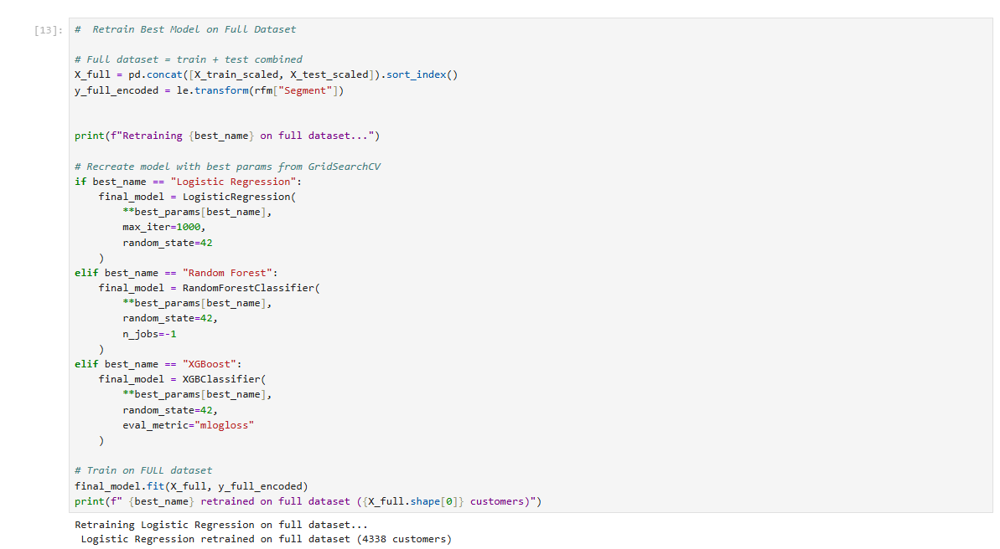 [13]: #  Retrain Best Model on Full Dataset
# Full dataset = train + test combined
X_full = pd.concat([X_train_scaled, X_test_scaled]).sort_index()
y_full_encoded = le.transform(rfm["Segment"])
print(f"Retraining {best_name} on full dataset...")
# Recreate model with best params from GridSearchCV
if best_name == "Logistic Regression":
    final_model = LogisticRegression(
        **best_params[best_name],
        max_iter=1000,
        random_state=42
    )
elif best_name == "Random Forest":
    final_model = RandomForestClassifier(
        **best_params[best_name],
        random_state=42,
        n_jobs=-1
    )
elif best_name == "XGBoost":
    final_model = XGBClassifier(
        **best_params[best_name],
        random_state=42,
        eval_metric="mlogloss"
    )
# Train on FULL dataset
final_model.fit(X_full, y_full_encoded)
print(f" {best_name} retrained on full dataset ({X_full.shape[0]} customers)")
Retraining Logistic Regression on full dataset...
 Logistic Regression retrained on full dataset (4338 customers)